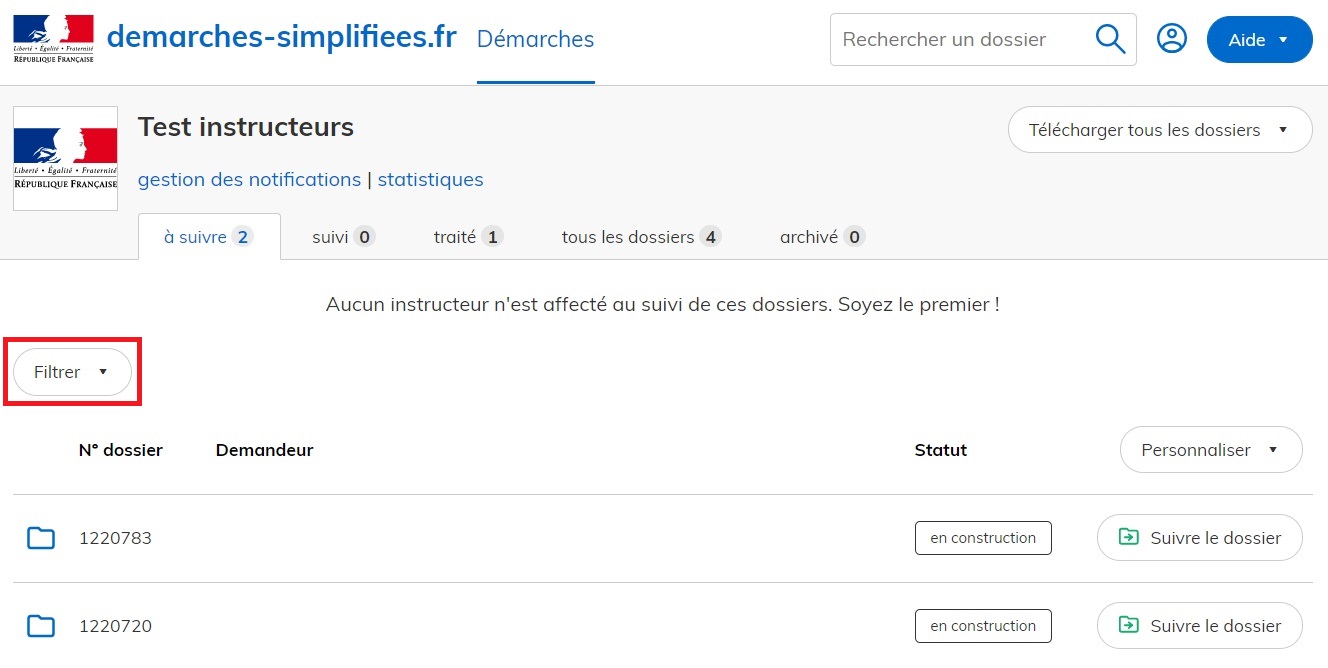 Liberté • Égalité • Fraternité
RÉPUBLIQUE FRANÇAISE
demarches-simplifiees.fr
Démarches
Rechercher un dossier
Aide
Liberté • Égalité • Fraternité
RÉPUBLIQUE FRANÇAISE
Test instructeurs
Télécharger tous les dossiers
gestion des notifications | statistiques
à suivre 2
suivi 0
traité 1
tous les dossiers 4
archivé 0
Aucun instructeur n'est affecté au suivi de ces dossiers. Soyez le premier !
Filtrer
Nº dossier
Demandeur
Statut
Personnaliser
1220783
en construction
Suivre le dossier
1220720
en construction
Suivre le dossier